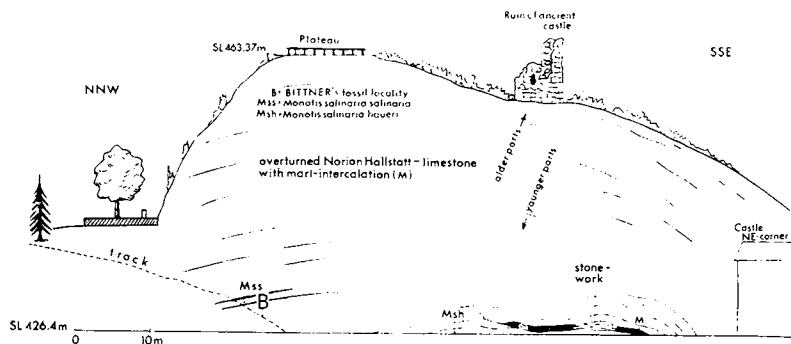 Ruin of ancient
castle
Plateau
SL 463.37m
SSE
NNW
B = BITTNER's fossil locality
Mss = Monotis salinaria salinaria
Msh = Monotis salinaria haueri
overturned Norian Hallstatt-limestone
with marl-intercalation (M)
older parts
younger parts
Castle
NE-corner
track
stone-
work
Mss
B
Msh
M
SL 426.4m
0 10m